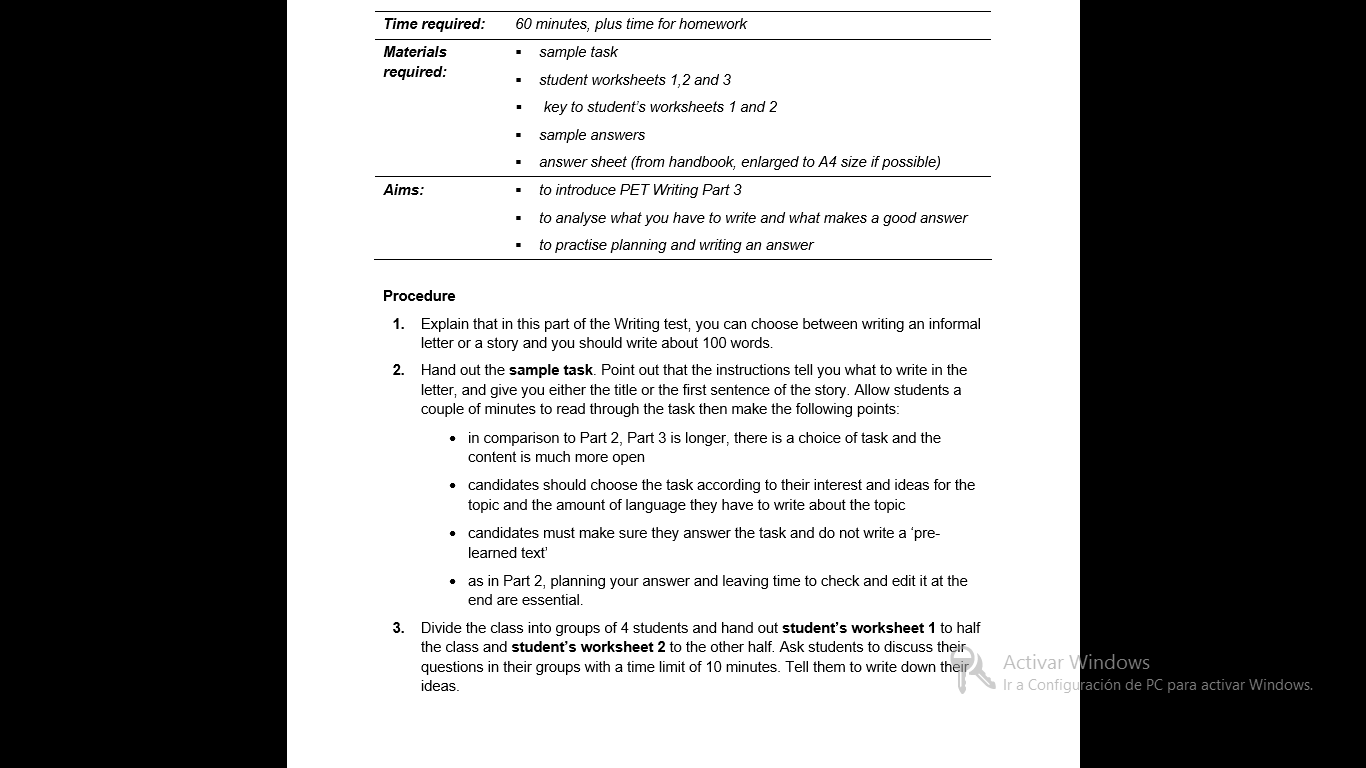 Time required: 60 minutes, plus time for homework
Materials required:
▪ sample task
▪ student worksheets 1,2 and 3
▪ key to student's worksheets 1 and 2
▪ sample answers
▪ answer sheet (from handbook, enlarged to A4 size if possible)
Aims:
▪ to introduce PET Writing Part 3
▪ to analyse what you have to write and what makes a good answer
▪ to practise planning and writing an answer
Procedure
1. Explain that in this part of the Writing test, you can choose between writing an informal
letter or a story and you should write about 100 words.
2. Hand out the sample task. Point out that the instructions tell you what to write in the
letter, and give you either the title or the first sentence of the story. Allow students a
couple of minutes to read through the task then make the following points:
• in comparison to Part 2, Part 3 is longer, there is a choice of task and the
content is much more open
• candidates should choose the task according to their interest and ideas for the
topic and the amount of language they have to write about the topic
• candidates must make sure they answer the task and do not write a 'pre-
learned text'
• as in Part 2, planning your answer and leaving time to check and edit it at the
end are essential.
3. Divide the class into groups of 4 students and hand out student's worksheet 1 to half
the class and student's worksheet 2 to the other half. Ask students to discuss their
questions in their groups with a time limit of 10 minutes. Tell them to write down their
ideas.
Activar Windows
Ir a Configuración de PC para activar Windows.